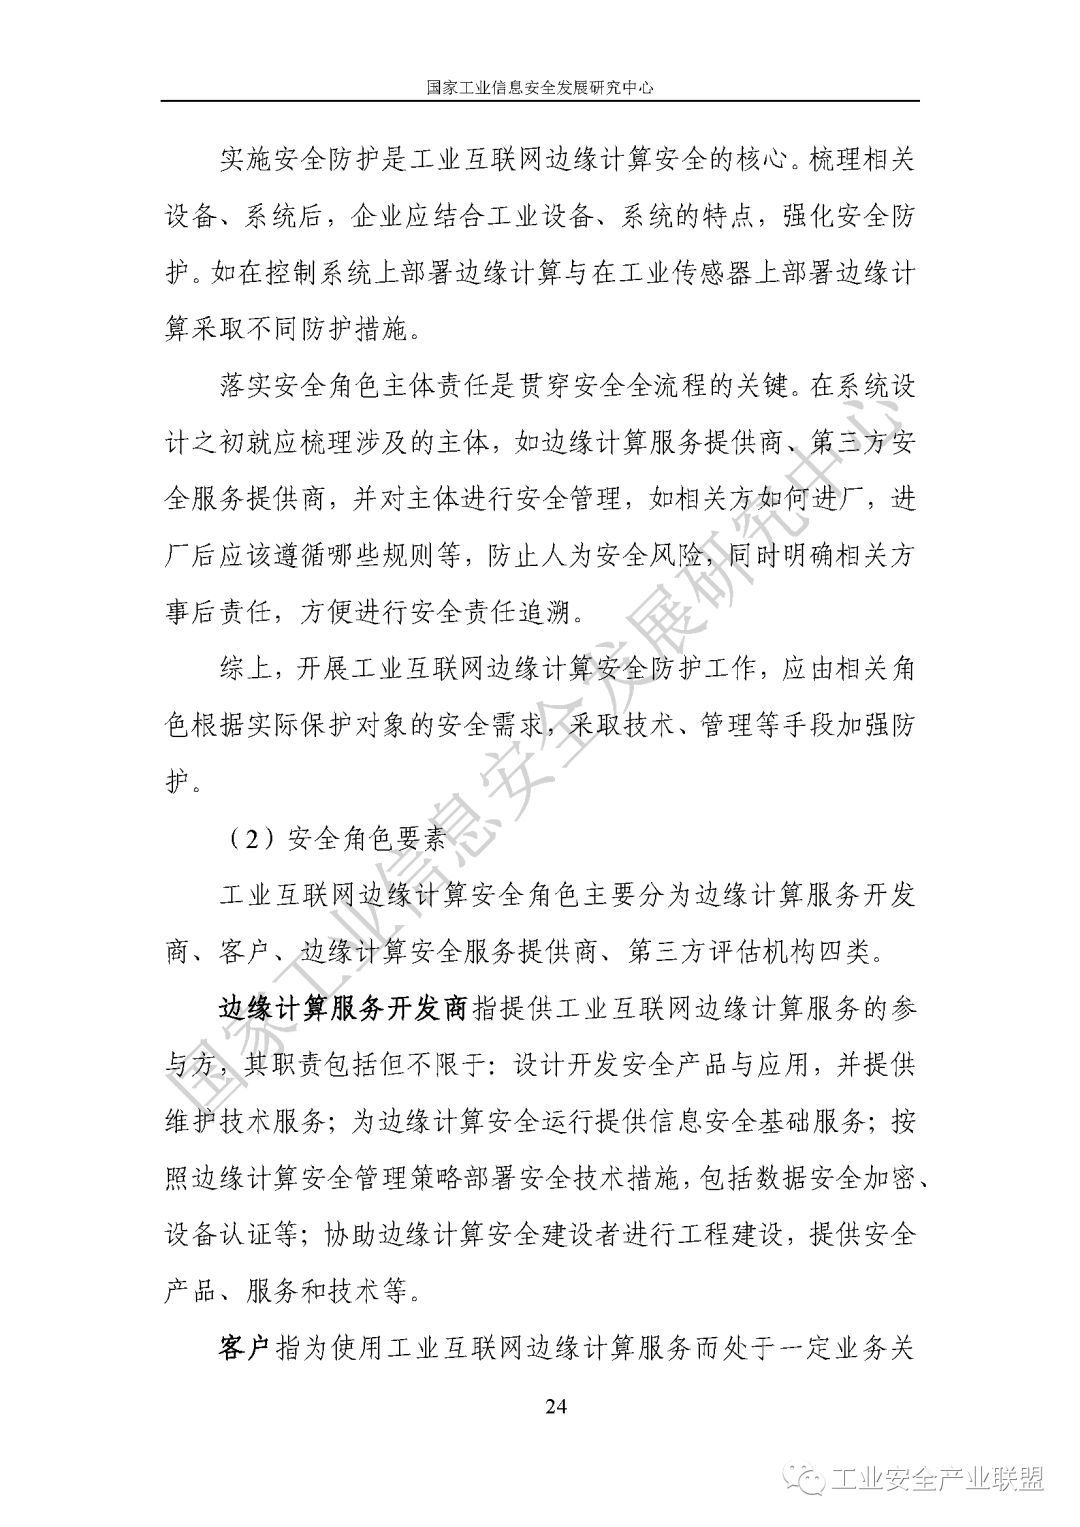 国家工业信息安全发展研究中心
实施安全防护是工业互联网边缘计算安全的核心。梳理相关
设备、系统后，企业应结合工业设备、系统的特点，强化安全防
护。如在控制系统上部署边缘计算与在工业传感器上部署边缘计
算采取不同防护措施。
落实安全角色主体责任是贯穿安全全流程的关键。在系统设
计之初就应梳理涉及的主体，如边缘计算服务提供商、第三方安
全服务提供商，并对主体进行安全管理，如相关方如何进厂，进
厂后应该遵循哪些规则等，防止人为安全风险，同时明确相关方
事后责任，方便进行安全责任追溯。
综上，开展工业互联网边缘计算安全防护工作，应由相关角
色根据实际保护对象的安全需求，采取技术、管理等手段加强防
护。
（2）安全角色要素
工业互联网边缘计算安全角色主要分为边缘计算服务开发
商、客户、边缘计算安全服务提供商、第三方评估机构四类。
边缘计算服务开发商指提供工业互联网边缘计算服务的参
与方，其职责包括但不限于：设计开发安全产品与应用，并提供
维护技术服务；为边缘计算安全运行提供信息安全基础服务；按
照边缘计算安全管理策略部署安全技术措施，包括数据安全加密、
设备认证等；协助边缘计算安全建设者进行工程建设，提供安全
产品、服务和技术等。
客户指为使用工业互联网边缘计算服务而处于一定业务关
24
国家工业信息安全发展研究中心
工业安全产业联盟